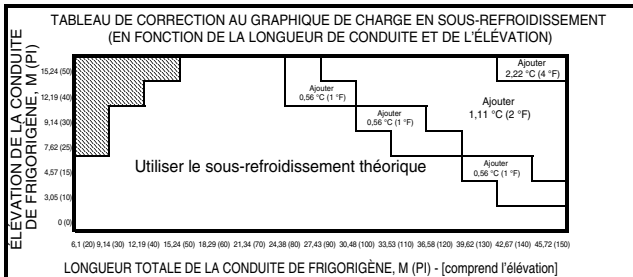 TABLEAU DE CORRECTION AU GRAPHIQUE DE CHARGE EN SOUS-REFROIDISSEMENT
(EN FONCTION DE LA LONGUEUR DE CONDUITE ET DE L'ÉLÉVATION)
ÉLÉVATION DE LA CONDUITE
DE FRIGORIGÈNE, M (PI)
15,24 (50)
12,19 (40)
9,14 (30)
7,62 (25)
4,57 (15)
3,05 (10)
0 (0)
Ajouter
2,22 °C (4 °F)
Ajouter
0,56 °C (1 °F)
Ajouter
1,11 °C (2 °F)
Ajouter
0,56 °C (1 °F)
Utiliser le sous-refroidissement théorique
Ajouter
0,56 °C (1 °F)
6,1 (20) 9,14 (30) 12,19 (40) 15,24 (50) 18,29 (60) 21,34 (70) 24,38 (80) 27,43 (90) 30,48 (100) 33,53 (110) 36,58 (120) 39,62 (130) 42,67 (140) 45,72 (150)
LONGUEUR TOTALE DE LA CONDUITE DE FRIGORIGÈNE, M (PI) - [comprend l'élévation]